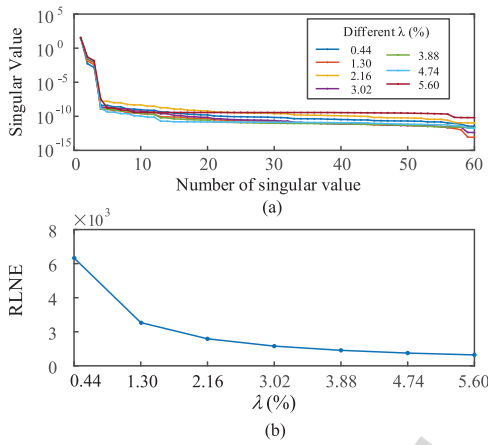 Different λ (%)
0.44
1.30
2.16
3.02
3.88
4.74
5.60
Singular Value
10^5
10^0
10^-5
10^-10
10^-15
0 10 20 30 40 50 60
Number of singular value
(a)
×10^3
RLNE
8
6
4
3
0
0.44 1.30 2.16 3.02 3.88 4.74 5.60
λ (%)
(b)